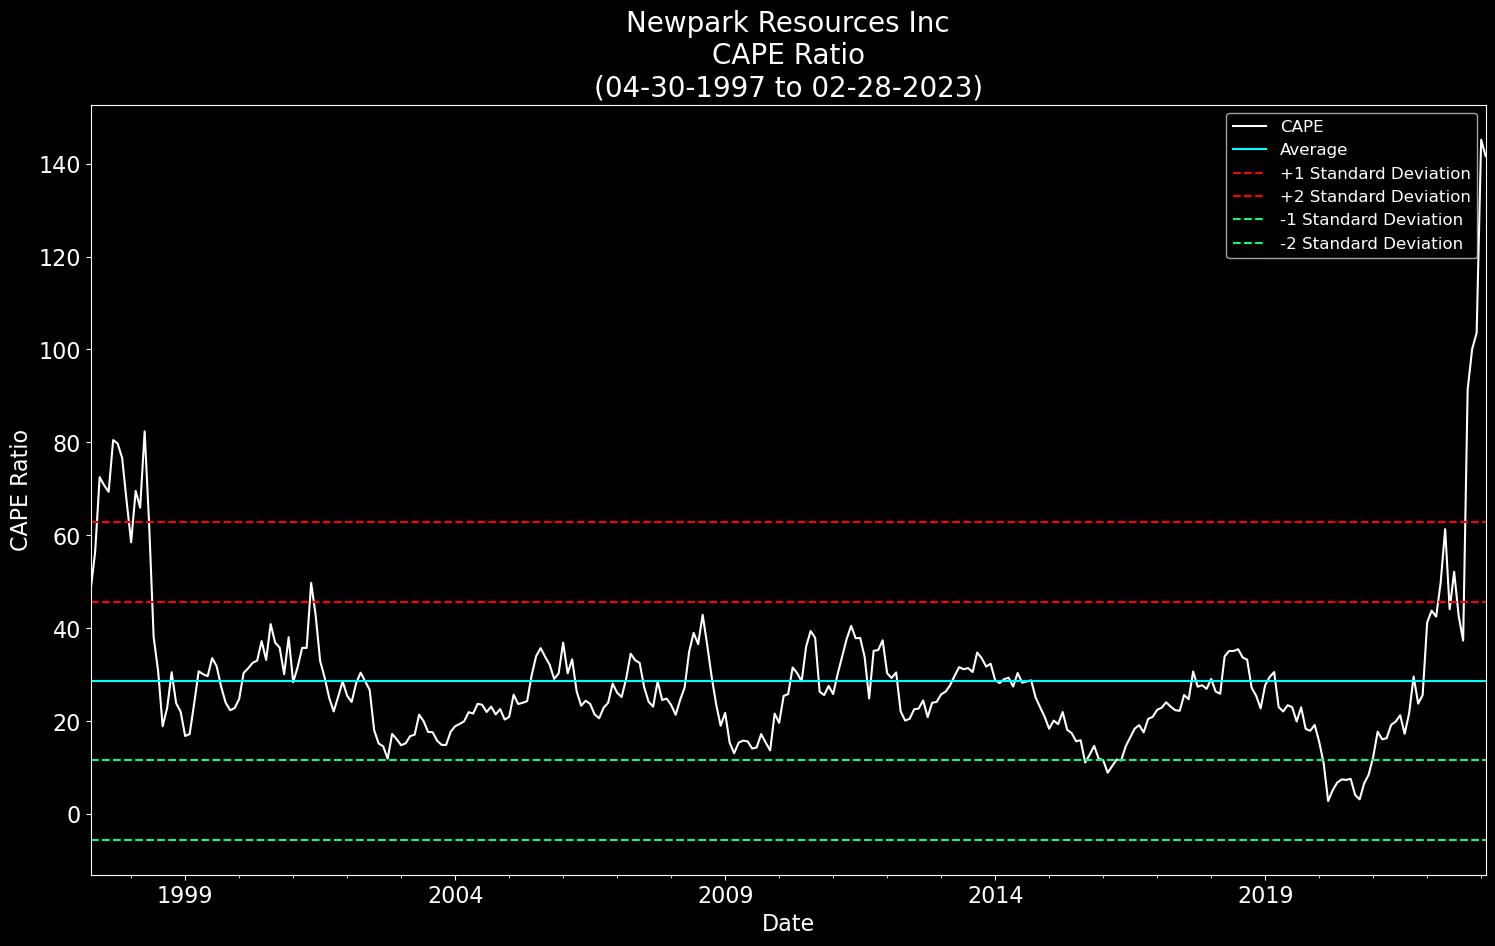 Newpark Resources Inc
CAPE Ratio
(04-30-1997 to 02-28-2023)
CAPE
Average
+1 Standard Deviation
+2 Standard Deviation
-1 Standard Deviation
-2 Standard Deviation
140
120
100
80
60
40
20
0
CAPE Ratio
1999
2004
2009
2014
2019
Date